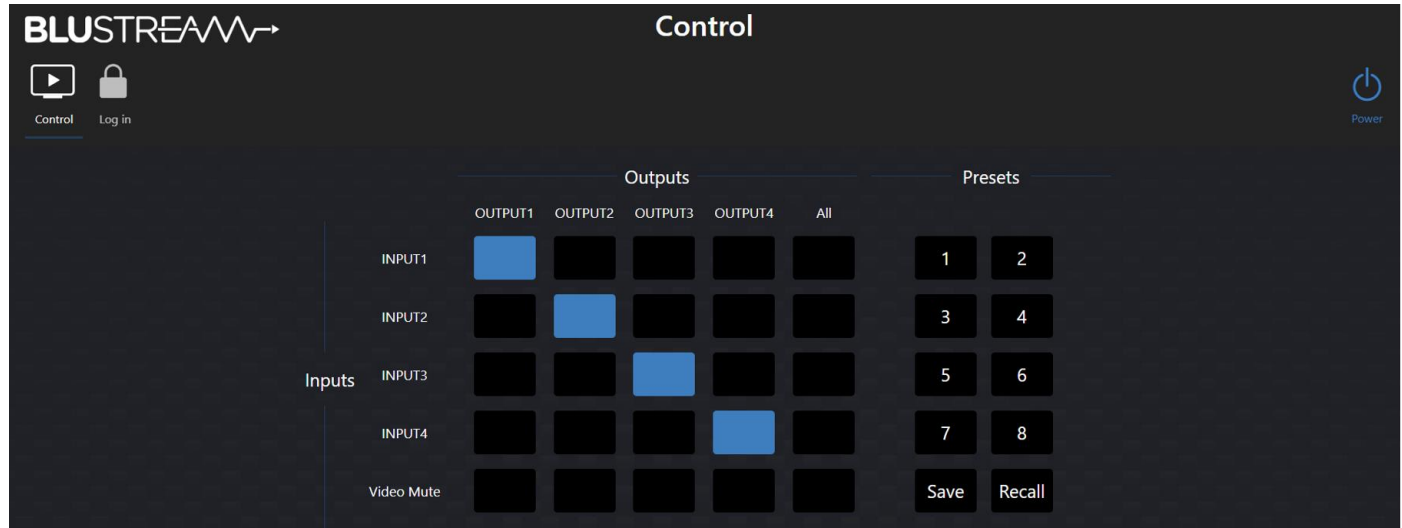 BLUSTREAM
Control
Control Log in
Power
Outputs
Presets
OUTPUT1 OUTPUT2 OUTPUT3 OUTPUT4 All
INPUT1
1 2
INPUT2
3 4
Inputs
INPUT3
5 6
INPUT4
7 8
Video Mute
Save Recall